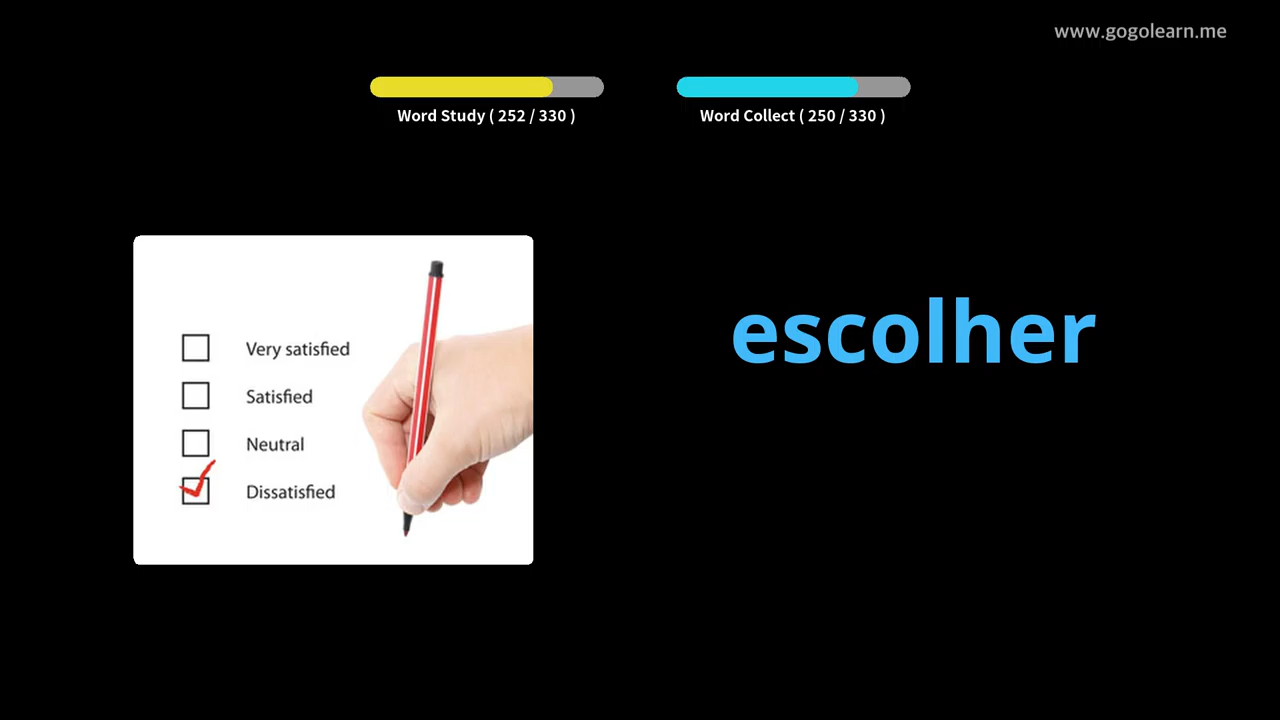 www.gogolearn.me
Word Study ( 252 / 330 )
Word Collect ( 250 / 330 )
Very satisfied
Satisfied
Neutral
Dissatisfied
escolher